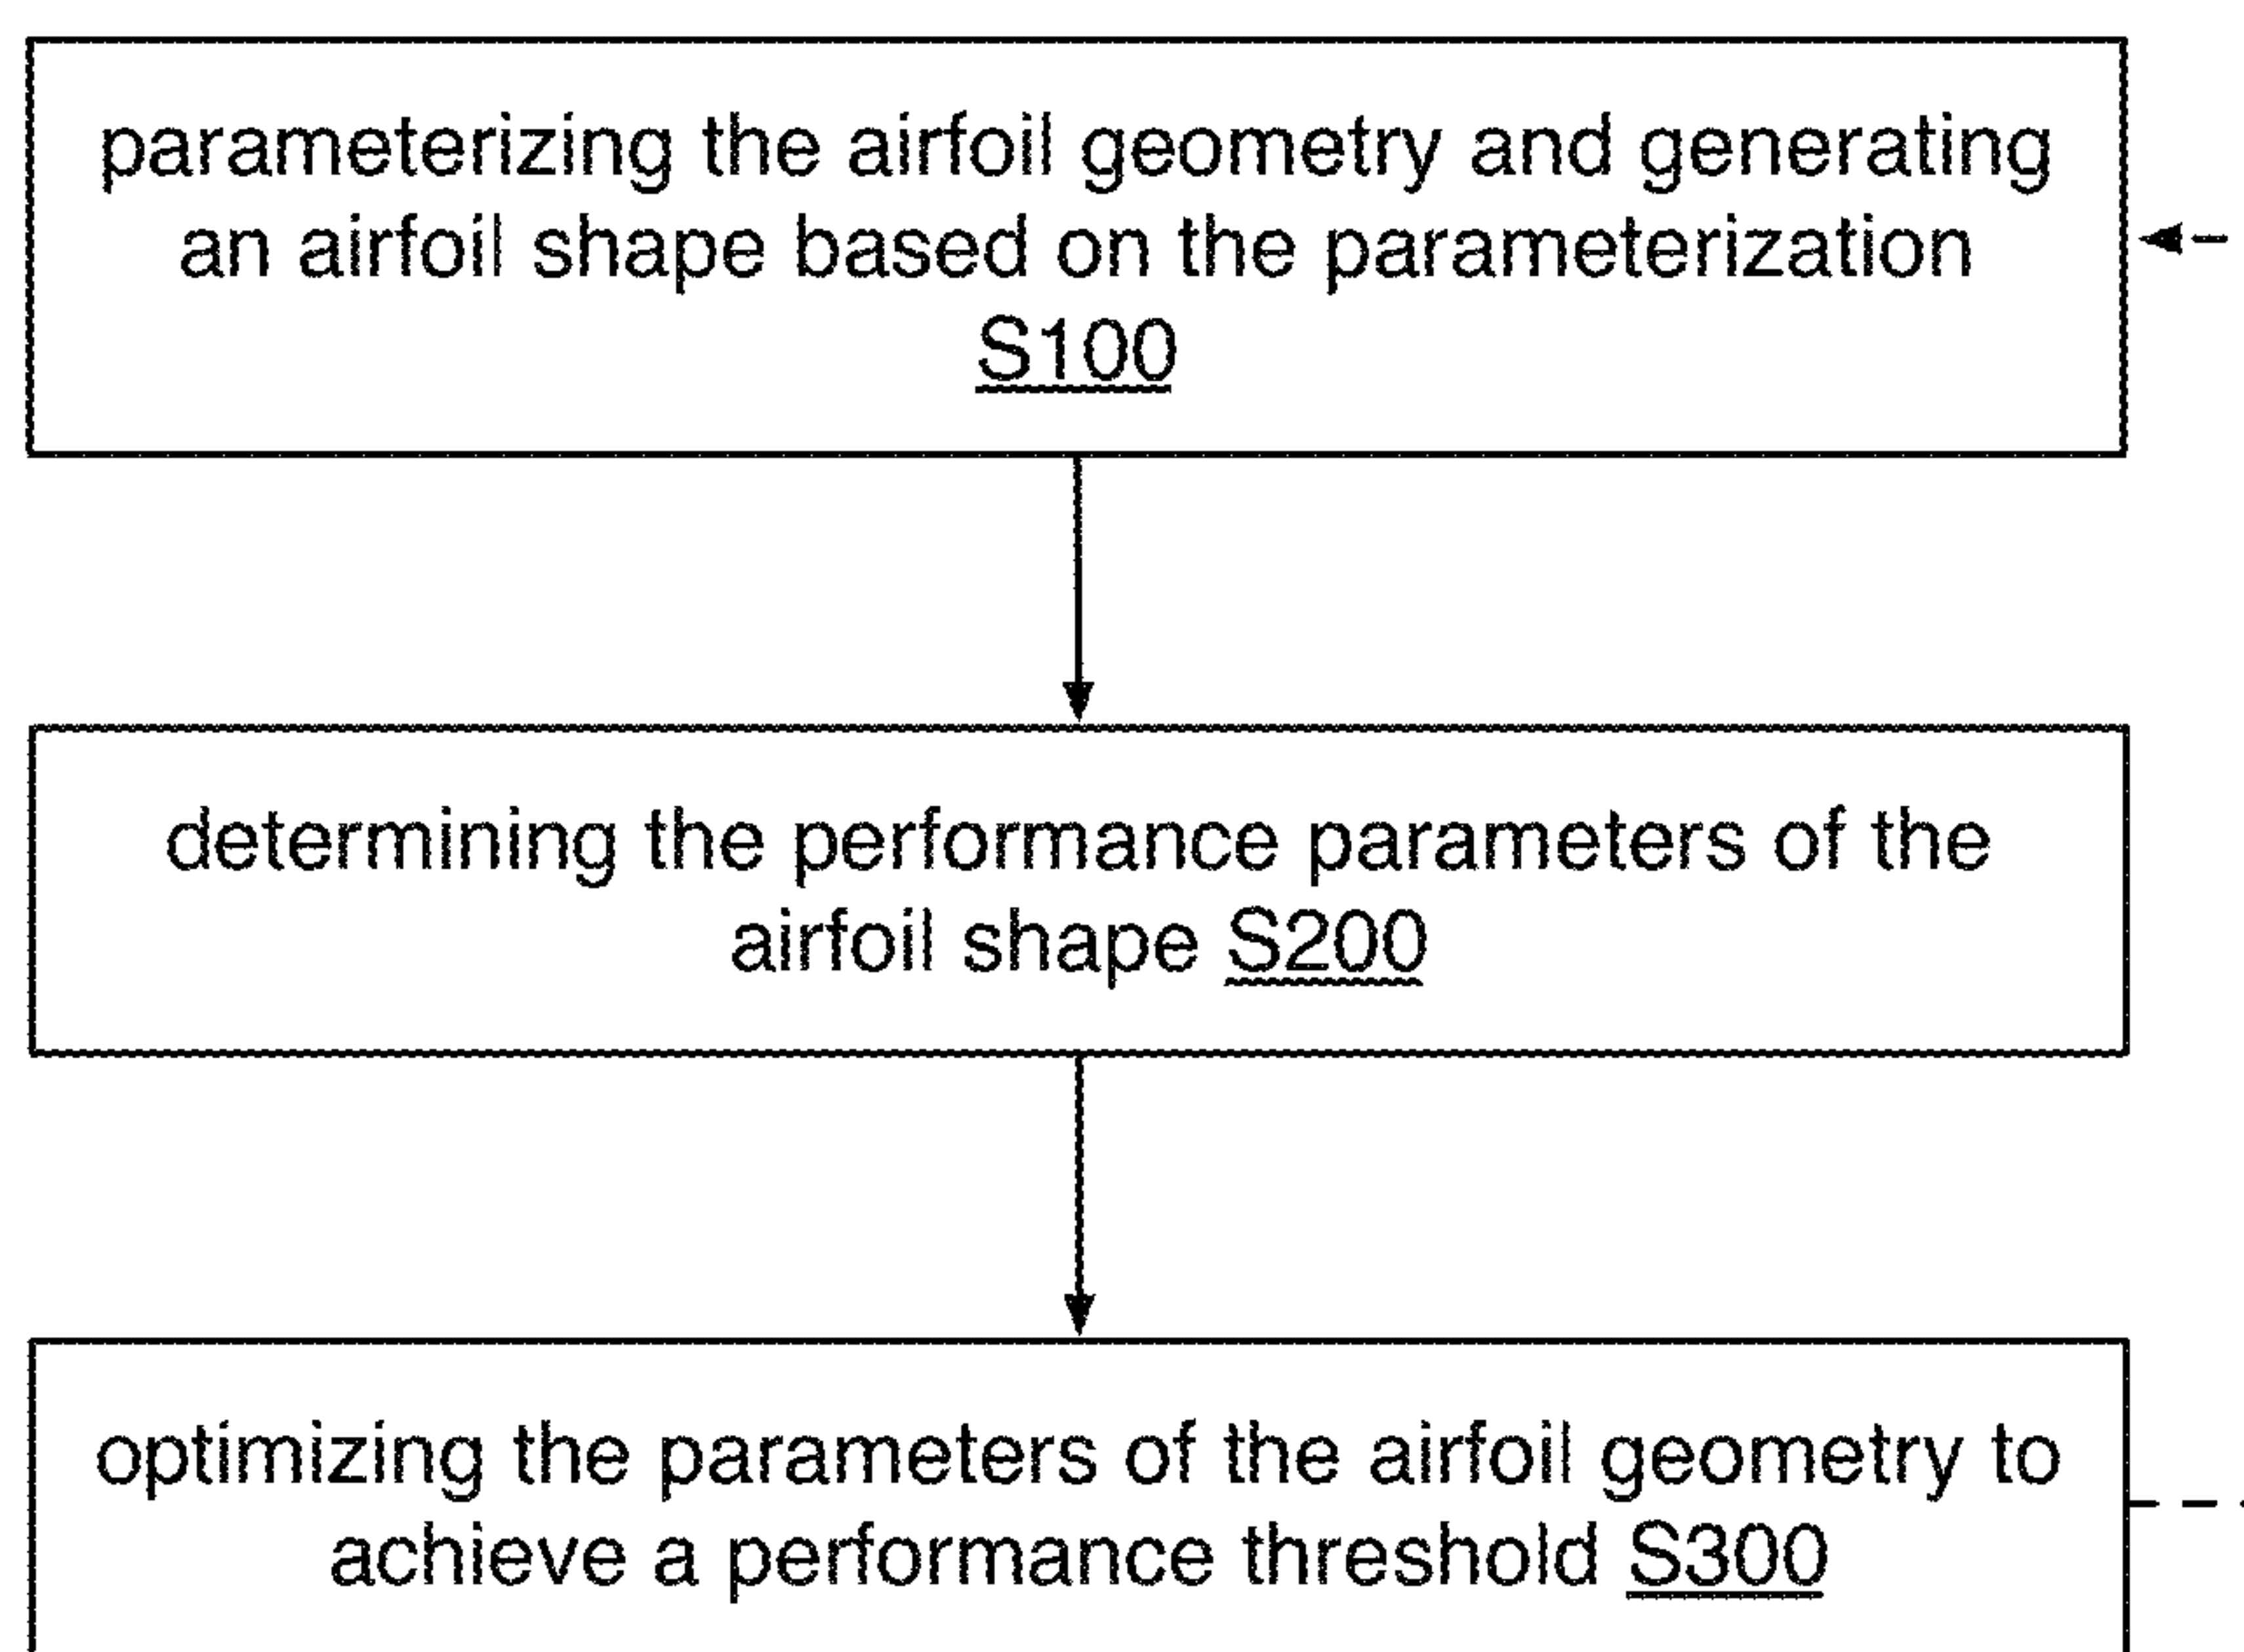 parameterizing the airfoil geometry and generating
an airfoil shape based on the parameterization
S100
determining the performance parameters of the
airfoil shape S200
optimizing the parameters of the airfoil geometry to
achieve a performance threshold S300